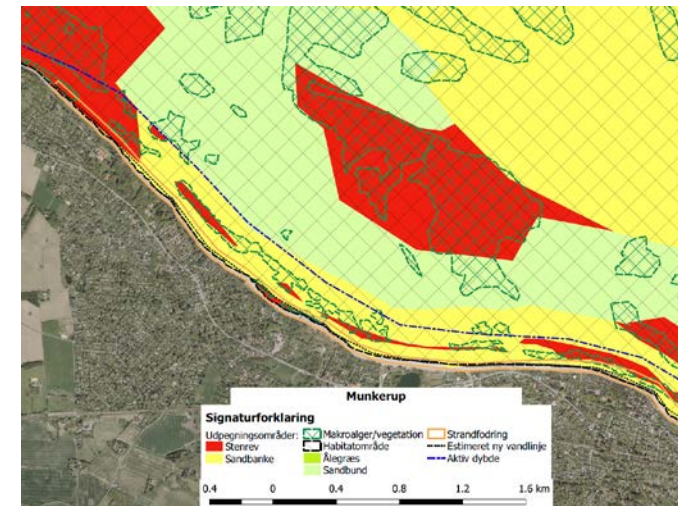 Munkerup
Signaturforklaring
Udpegningsområder:
Stenrev
Sandbanke
Makroalger/vegetation
Habitatområde
Ålegræs
Sandbund
Strandfodring
Estimeret ny vandlinje
Aktiv dybde
0.4 0 0.4 0.8 1.2 1.6 km